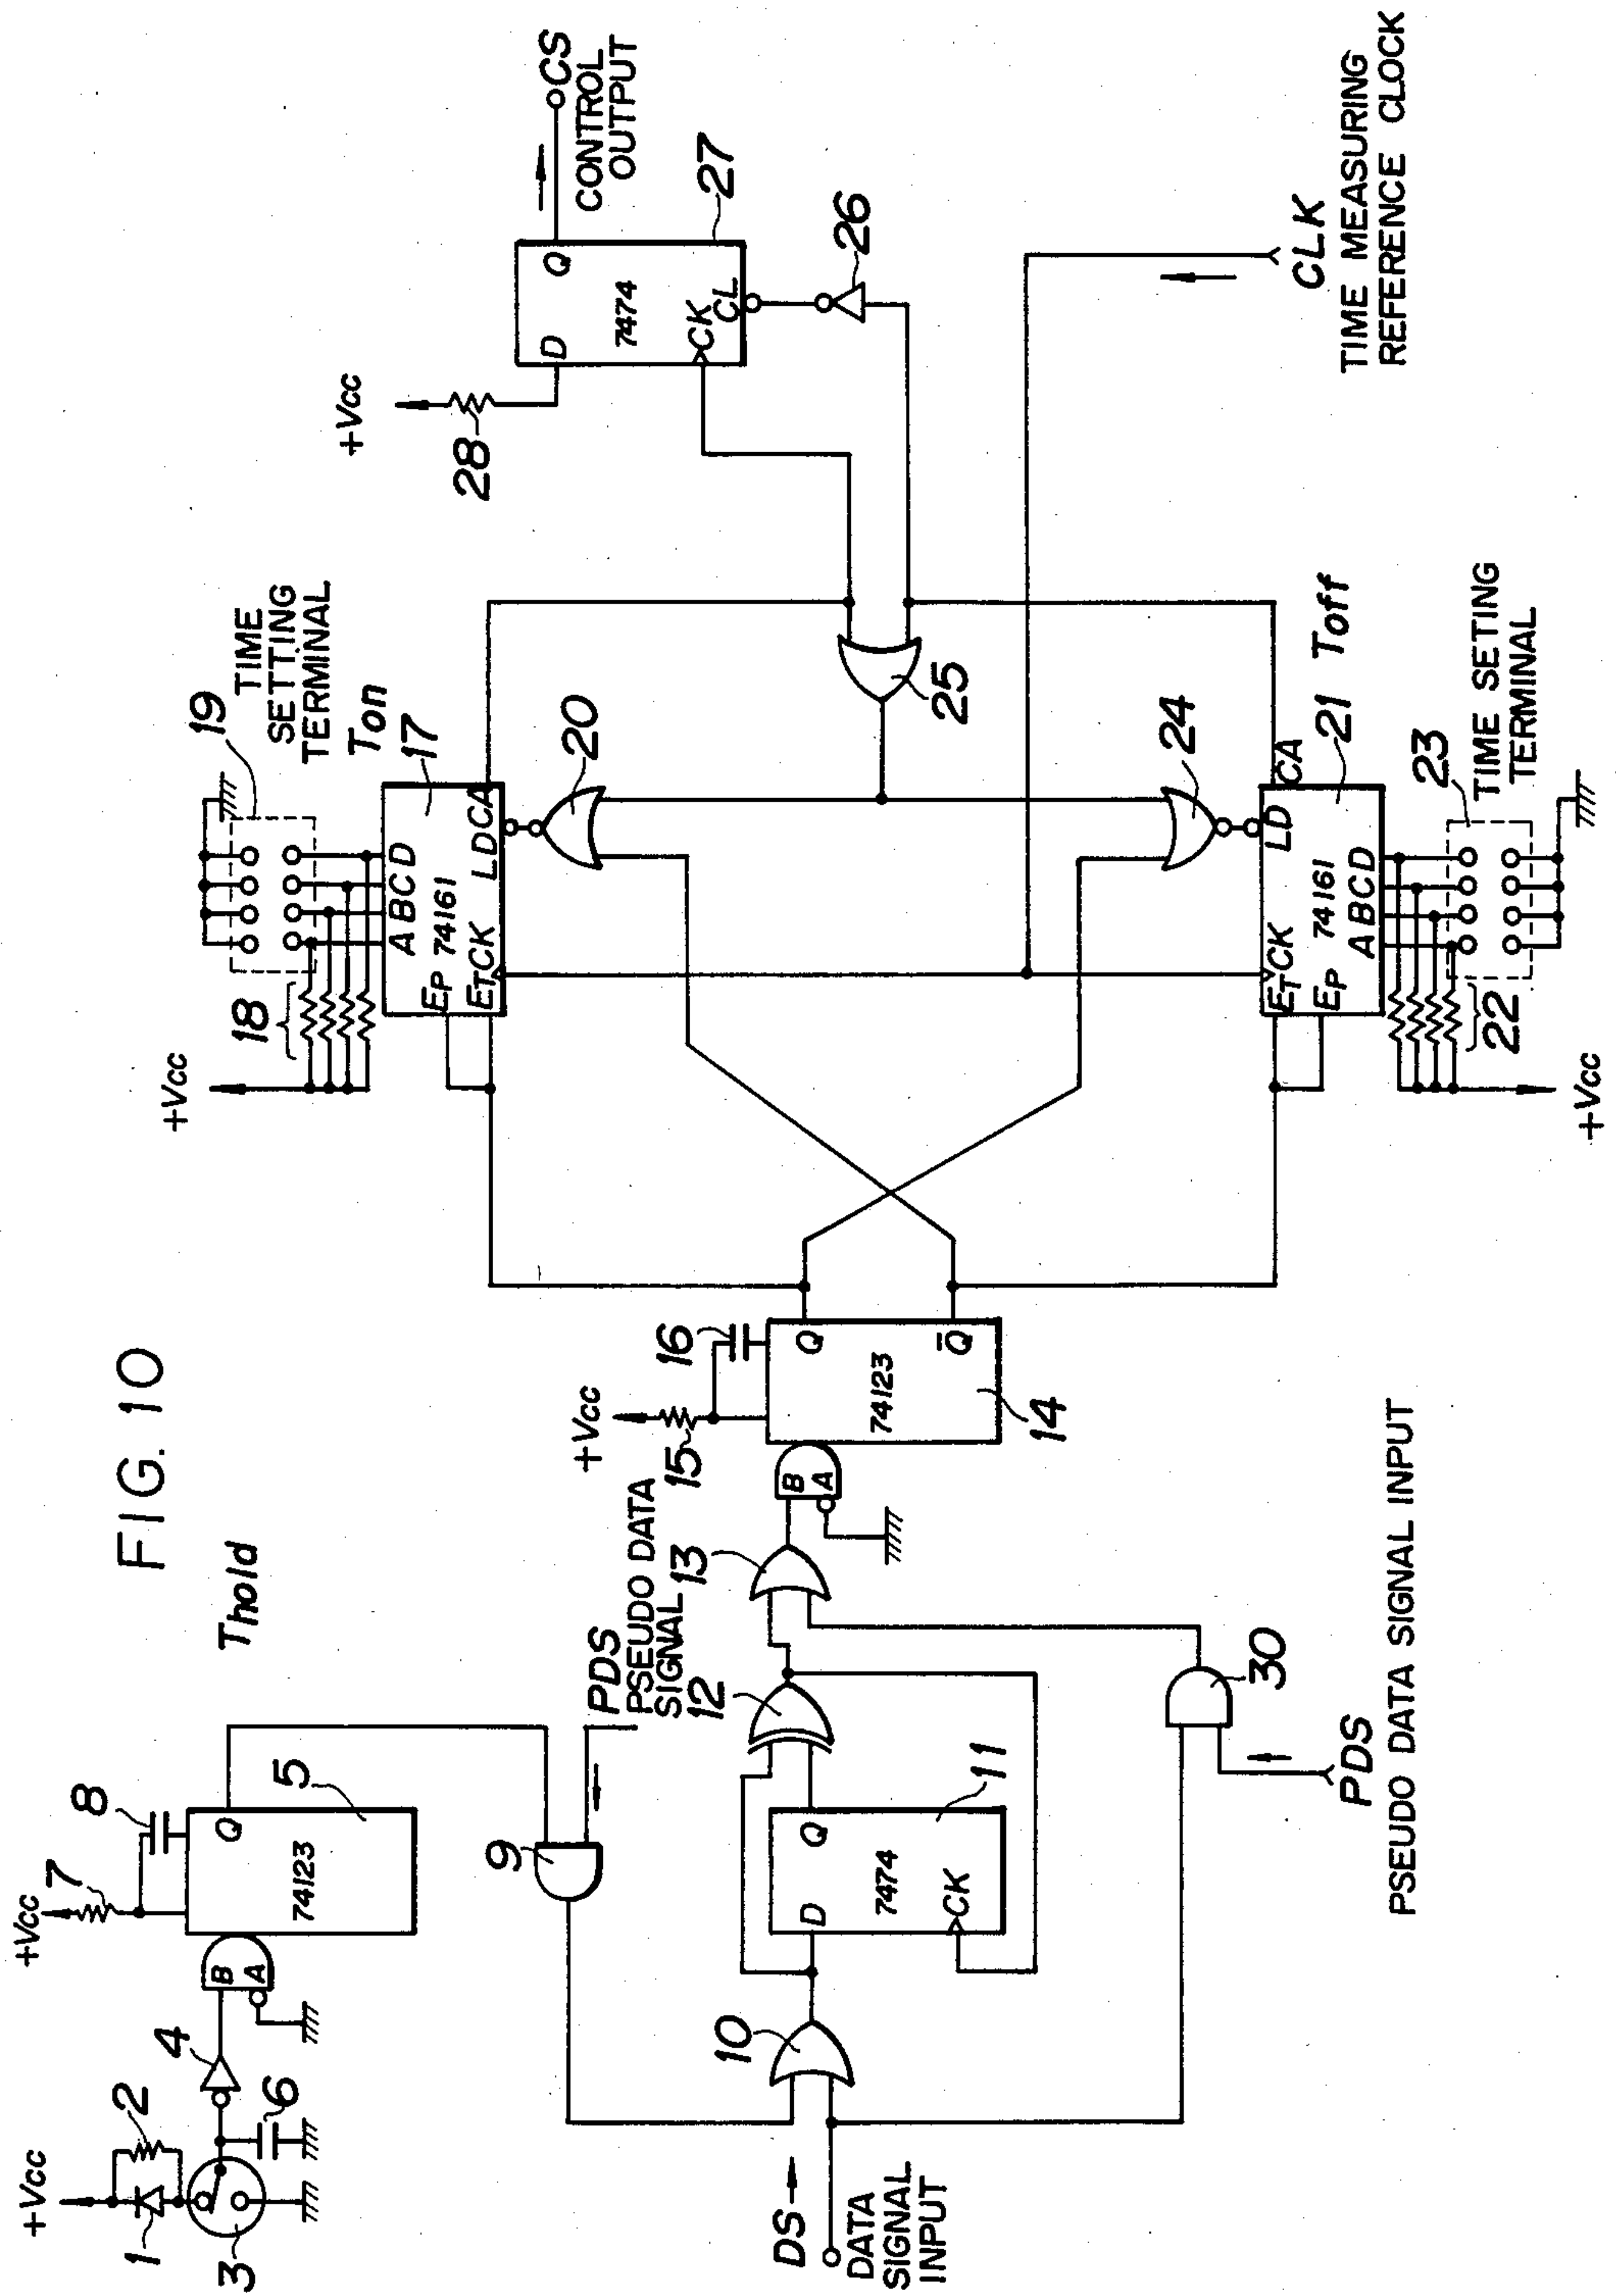 FIG. 10
Thold
+Vcc
1
2
3
4
6
+Vcc
7
8
B
A
74123
Q
5
9
PDS
PSEUDO DATA
SIGNAL
DS
DATA
SIGNAL
INPUT
10
D
Q
7474
CK
11
12
13
30
PDS
PSEUDO DATA SIGNAL INPUT
+Vcc
15
16
B
A
74123
Q
Q̅
14
+Vcc
18
19
TIME
SETTING
TERMINAL
Ton
17
A B C D
EP
74161
ET CK
LD CA
20
25
24
ET CK
LD
CA
EP
74161
A B C D
21
Toff
22
23
TIME SETING
TERMINAL
+Vcc
+Vcc
28
D
Q
7474
CK
CL
27
26
CS
CONTROL
OUTPUT
CLK
TIME MEASURING
REFERENCE CLOCK